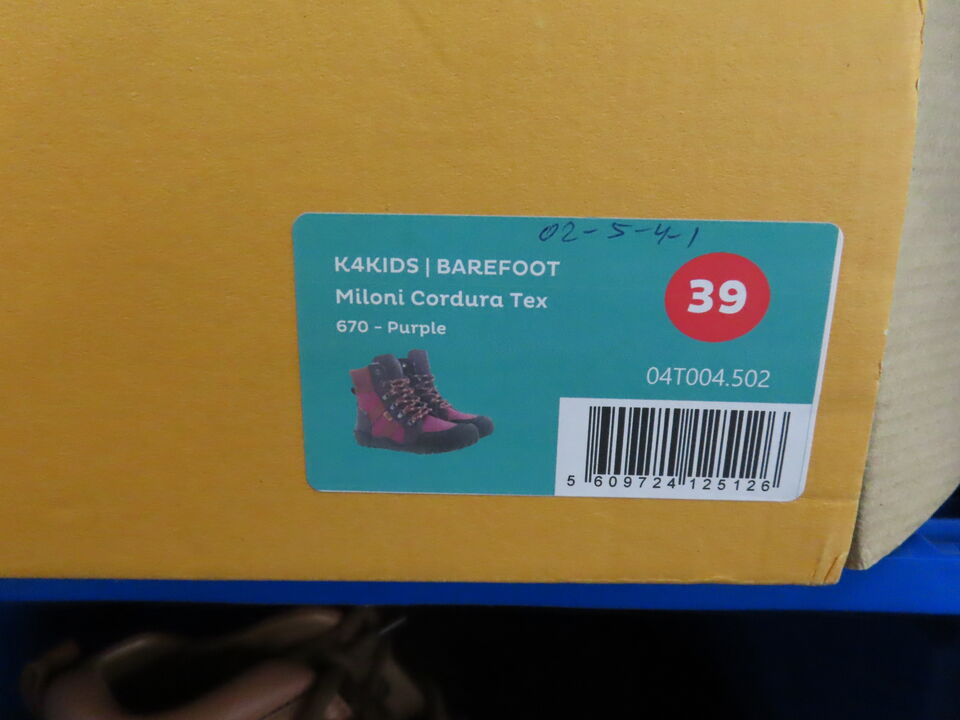 02-5-4-1
K4KIDS | BAREFOOT
Miloni Cordura Tex
670 - Purple
39
04T004.502
5 609724 125126